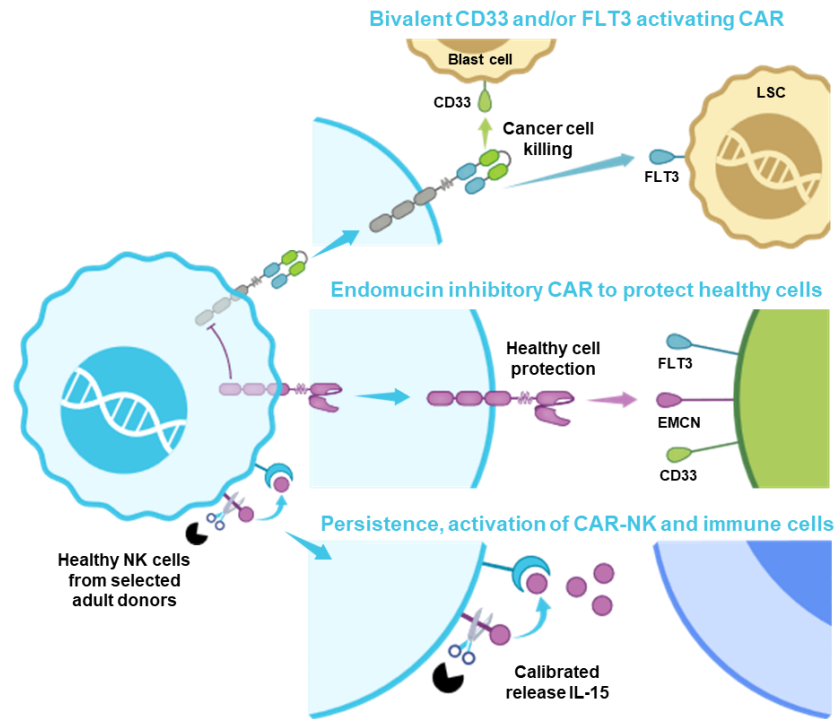 Bivalent CD33 and/or FLT3 activating CAR
Blast cell
CD33
LSC
Cancer cell
killing
FLT3
Endomucin inhibitory CAR to protect healthy cells
Healthy cell
protection
FLT3
EMCN
CD33
Healthy NK cells
from selected
adult donors
Persistence, activation of CAR-NK and immune cells
Calibrated
release IL-15